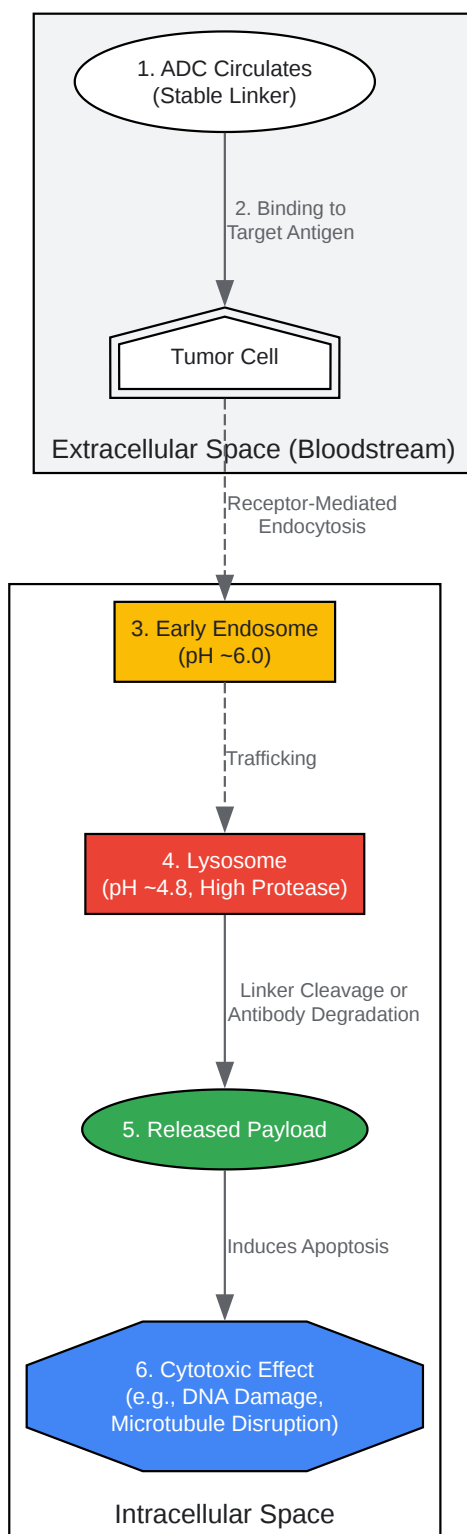 1. ADC Circulates
(Stable Linker)
2. Binding to
Target Antigen
Tumor Cell
Extracellular Space (Bloodstream)
Receptor-Mediated
Endocytosis
3. Early Endosome
(pH ~6.0)
Trafficking
4. Lysosome
(pH ~4.8, High Protease)
Linker Cleavage or
Antibody Degradation
5. Released Payload
Induces Apoptosis
6. Cytotoxic Effect
(e.g., DNA Damage,
Microtubule Disruption)
Intracellular Space